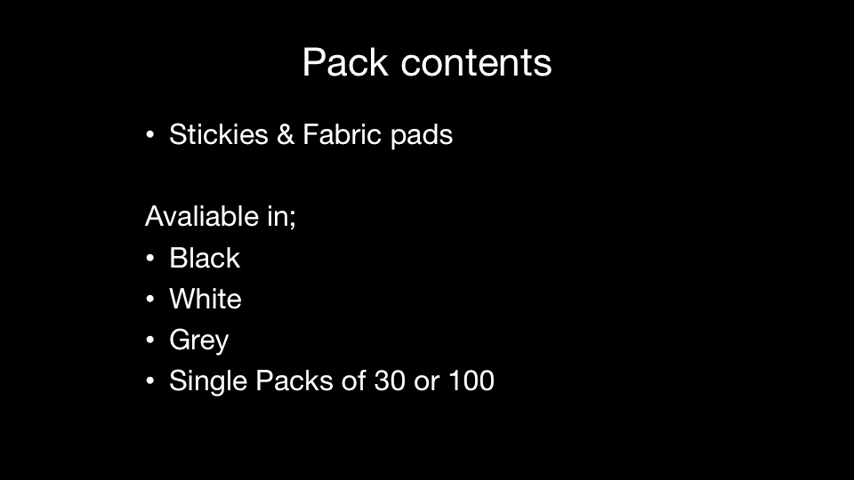 Pack contents
• Stickies & Fabric pads
Avaliable in;
• Black
• White
• Grey
• Single Packs of 30 or 100